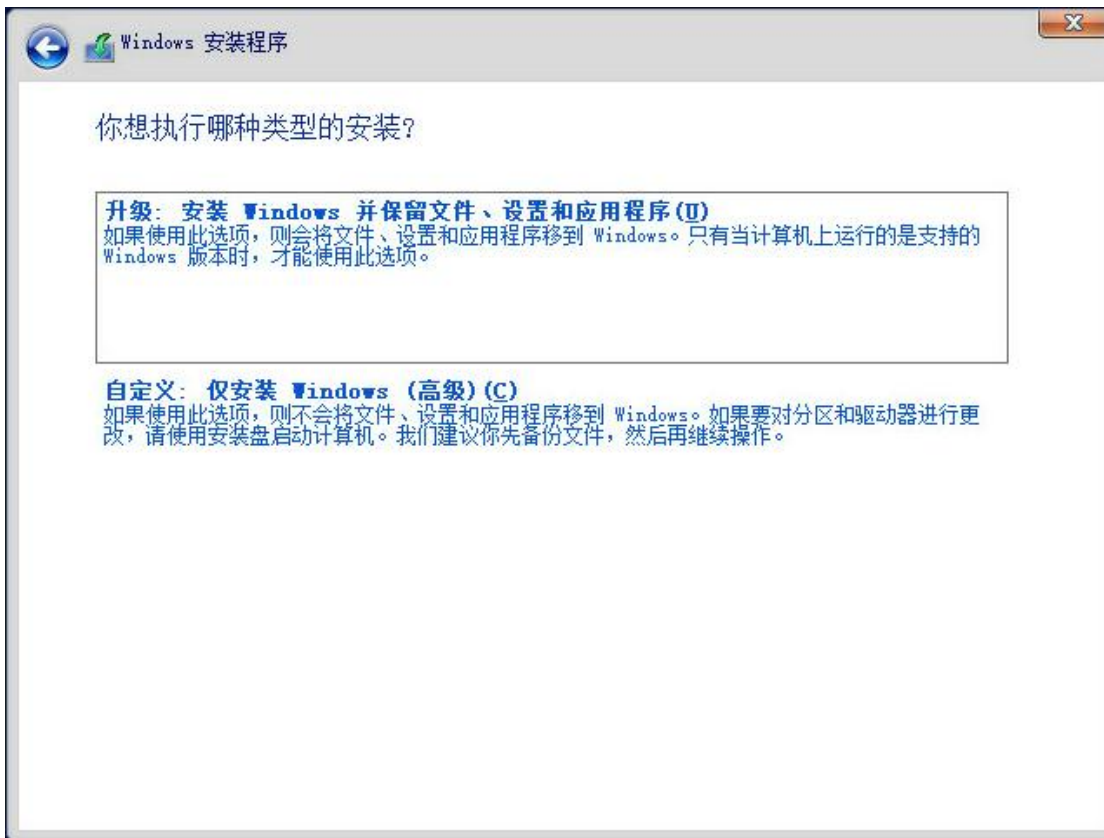 Windows 安装程序
你想执行哪种类型的安装?
升级: 安装 Windows 并保留文件、设置和应用程序(U)
如果使用此选项，则会将文件、设置和应用程序移到 Windows。只有当计算机上运行的是支持的
Windows 版本时，才能使用此选项。
自定义: 仅安装 Windows (高级)(C)
如果使用此选项，则不会将文件、设置和应用程序移到 Windows。如果要对分区和驱动器进行更
改，请使用安装盘启动计算机。我们建议你先备份文件，然后再继续操作。